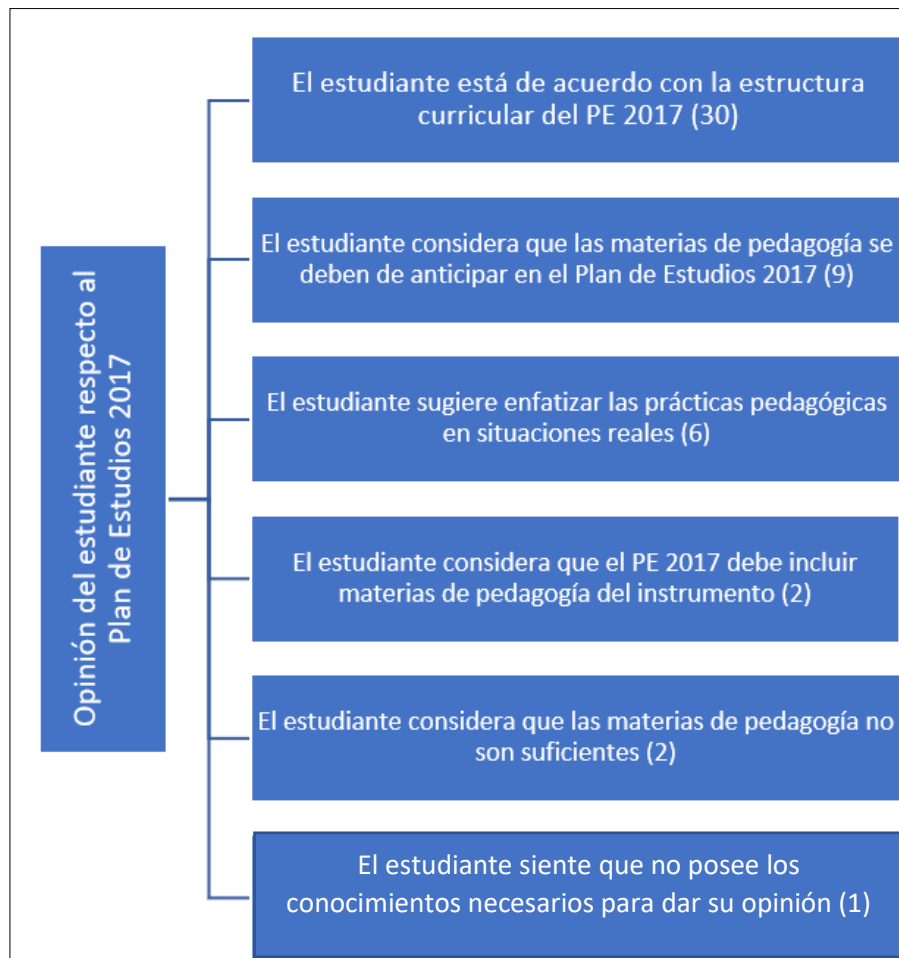 Opinión del estudiante respecto al
Plan de Estudios 2017
El estudiante está de acuerdo con la estructura
curricular del PE 2017 (30)
El estudiante considera que las materias de pedagogía se
deben de anticipar en el Plan de Estudios 2017 (9)
El estudiante sugiere enfatizar las prácticas pedagógicas
en situaciones reales (6)
El estudiante considera que el PE 2017 debe incluir
materias de pedagogía del instrumento (2)
El estudiante considera que las materias de pedagogía no
son suficientes (2)
El estudiante siente que no posee los
conocimientos necesarios para dar su opinión (1)